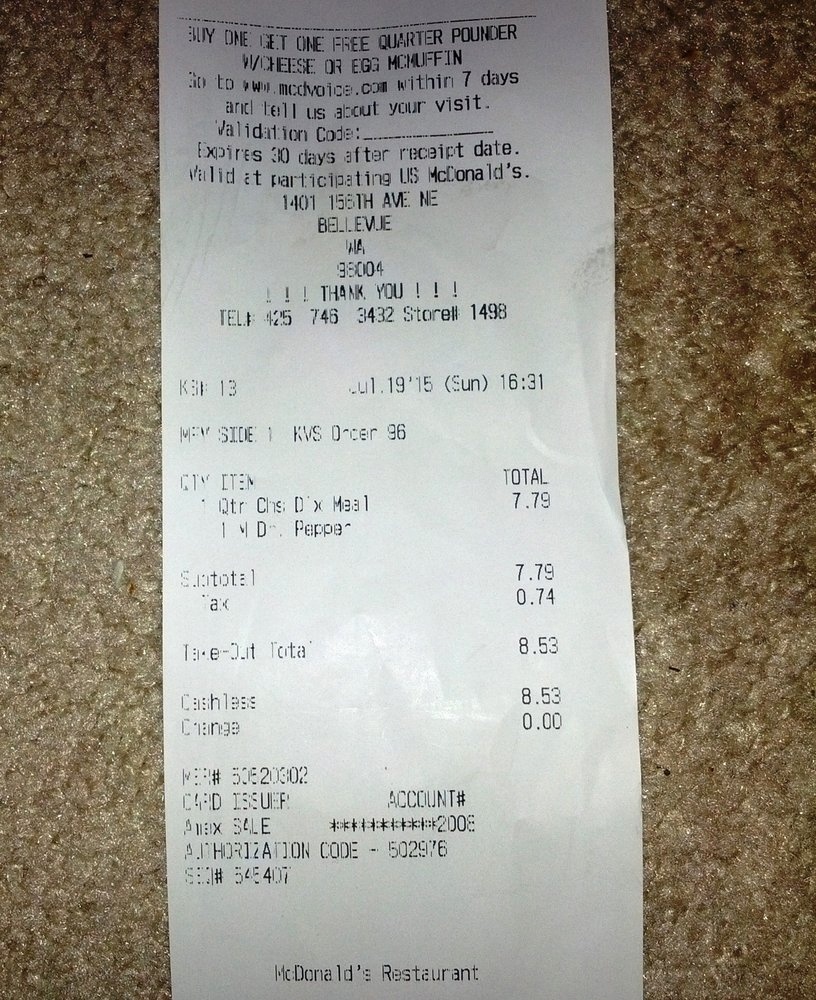 BUY ONE GET ONE FREE QUARTER POUNDER
W/CHEESE OR EGG MCMUFFIN
Go to www.mcdvoice.com within 7 days
and tell us about your visit.
Validation Code:______________
Expires 30 days after receipt date.
Valid at participating US McDonald's.
1401 156TH AVE NE
BELLEVUE
WA
98004
! ! ! THANK YOU ! ! !
TEL# 425 746 3432 Store# 1498
KS# 13 Jul.19'15 (Sun) 16:31
MFY SIDE 1 KVS Order 96
QTY ITEM TOTAL
1 Qtr Chs Dlx Meal 7.79
1 M Dr. Pepper
Subtotal 7.79
Tax 0.74
Take-Out Total 8.53
Cashless 8.53
Change 0.00
MER# 50520302
CARD ISSUER ACCOUNT#
Amex SALE ***********2008
AUTHORIZATION CODE - 502976
SEQ# 545407
McDonald's Restaurant